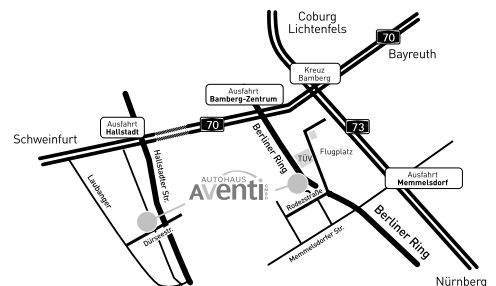 Coburg
Lichtenfels
70
Bayreuth
Kreuz
Bamberg
Ausfahrt
Bamberg-Zentrum
Ausfahrt
Hallstadt
70
73
Schweinfurt
Berliner Ring
TÜV
Flugplatz
Hallstadter Str.
Laubanger
AUTOHAUS
AVENTI
Ausfahrt
Memmelsdorf
Rodezstraße
Dürseestr.
Memmelsdorfer Str.
Berliner Ring
Nürnberg